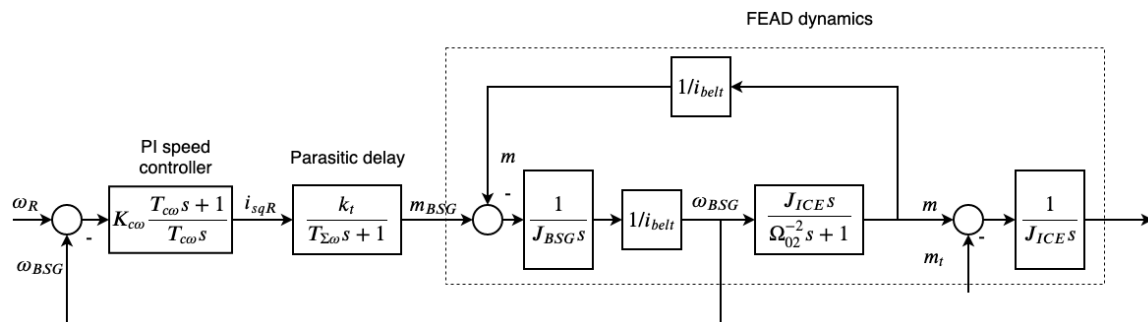 FEAD dynamics
1/i_belt
PI speed
controller
Parasitic delay
m
ω_R
K_cω (T_cω s + 1)/(T_cω s)
i_sqR
k_t/(T_Σω s + 1)
m_BSG
-
1/(J_BSG s)
1/i_belt
ω_BSG
J_ICE s/(Ω_02^-2 s + 1)
m
-
1/(J_ICE s)
-
ω_BSG
m_t